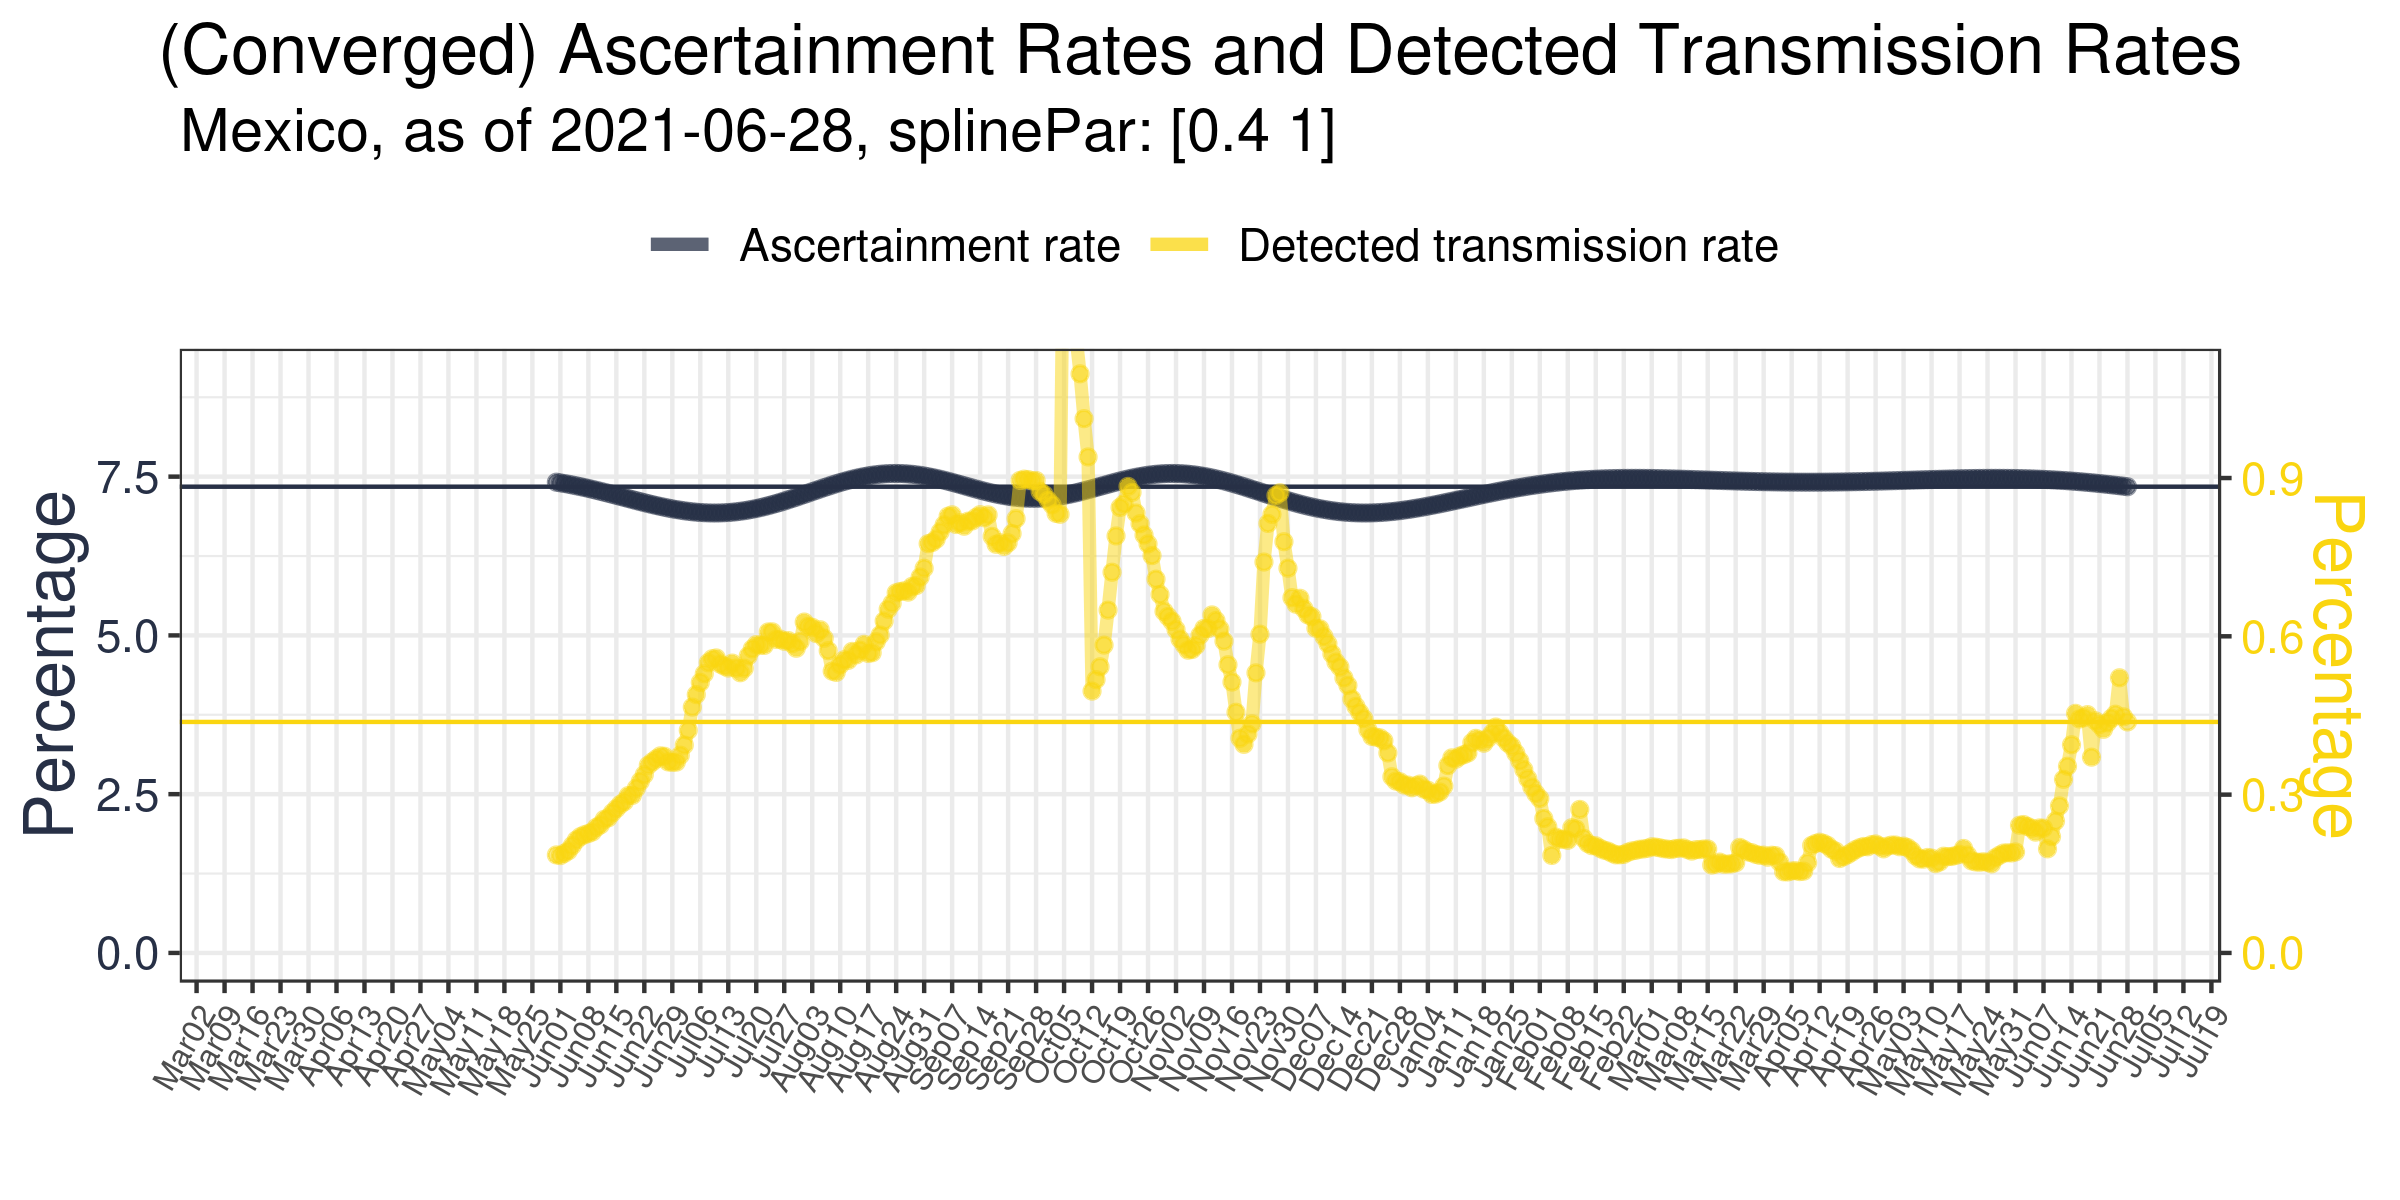 (Converged) Ascertainment Rates and Detected Transmission Rates
Mexico, as of 2021-06-28, splinePar: [0.4 1]
Ascertainment rate
Detected transmission rate
Percentage
7.5
5.0
2.5
0.0
0.9
0.6
0.3
0.0
Percentage
Mar02
Mar09
Mar16
Mar23
Mar30
Apr06
Apr13
Apr20
Apr27
May04
May11
May18
May25
Jun01
Jun08
Jun15
Jun22
Jun29
Jul06
Jul13
Jul20
Jul27
Aug03
Aug10
Aug17
Aug24
Aug31
Sep07
Sep14
Sep21
Sep28
Oct05
Oct12
Oct19
Oct26
Nov02
Nov09
Nov16
Nov23
Nov30
Dec07
Dec14
Dec21
Dec28
Jan04
Jan11
Jan18
Jan25
Feb01
Feb08
Feb15
Feb22
Mar01
Mar08
Mar15
Mar22
Mar29
Apr05
Apr12
Apr19
Apr26
May03
May10
May17
May24
May31
Jun07
Jun14
Jun21
Jun28
Jul05
Jul12
Jul19